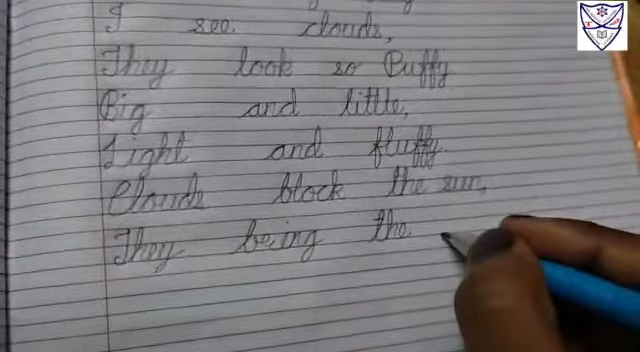 I see clouds,
They look so Puffy
Big and little,
Light and fluffy.
Clouds block the sun,
They being the